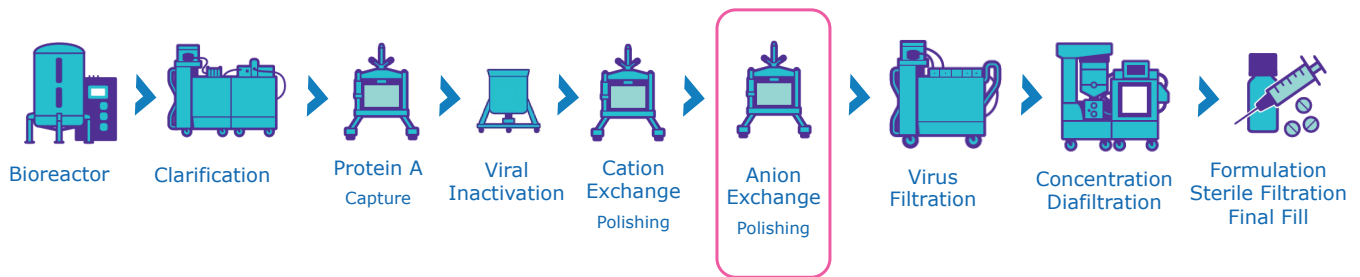 Bioreactor
Clarification
Protein A
Capture
Viral
Inactivation
Cation
Exchange
Polishing
Anion
Exchange
Polishing
Virus
Filtration
Concentration
Diafiltration
Formulation
Sterile Filtration
Final Fill